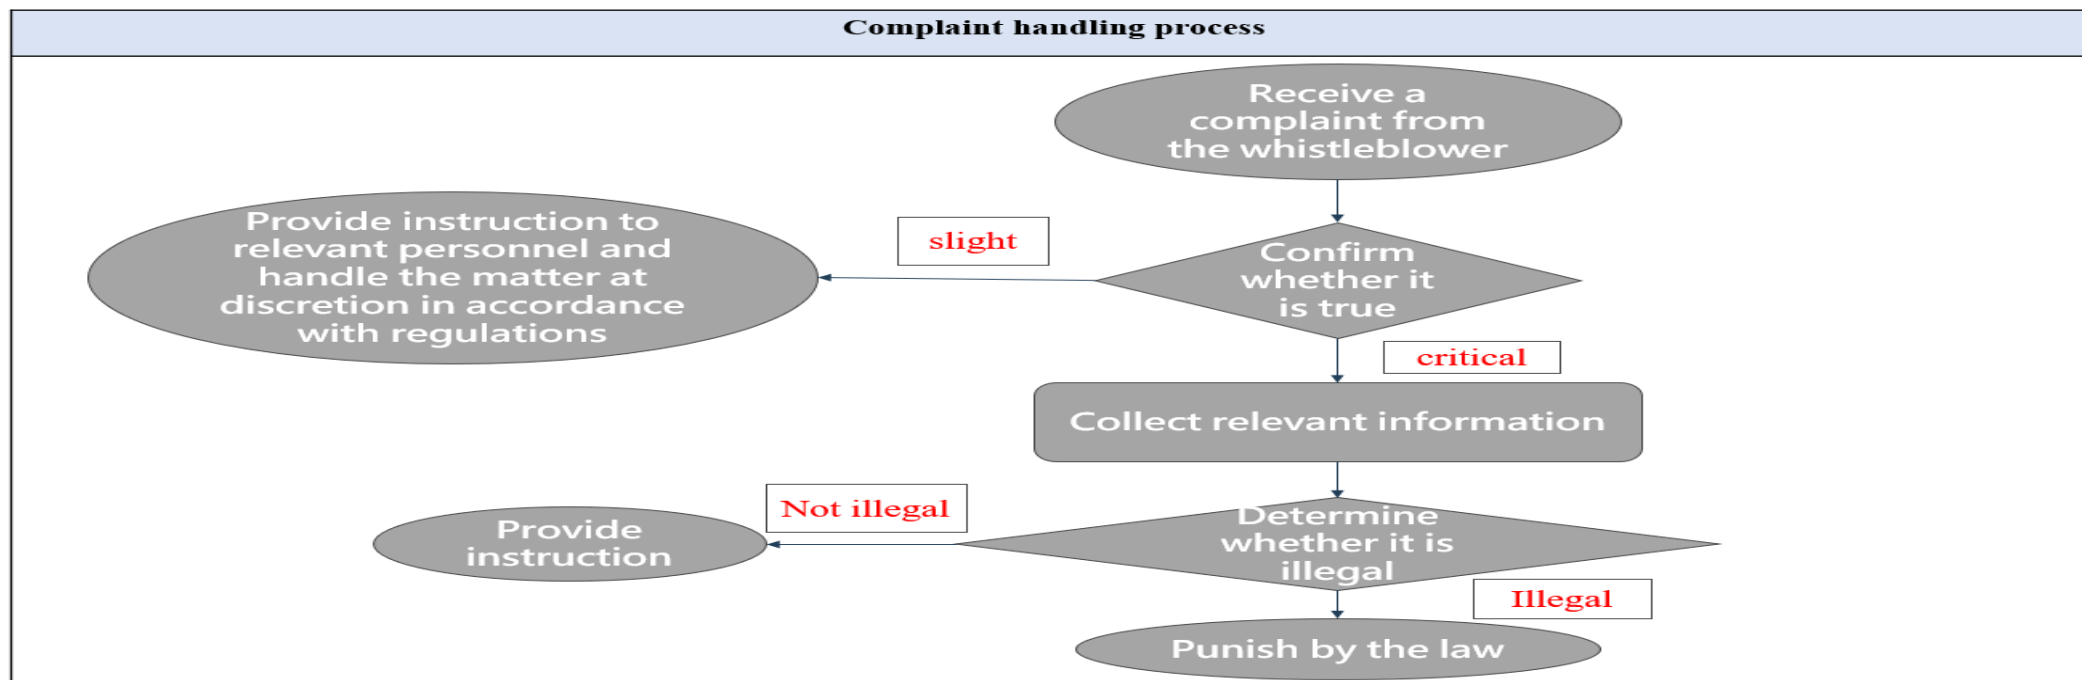 Complaint handling process
Receive a
complaint from
the whistleblower
Provide instruction to
relevant personnel and
handle the matter at
discretion in accordance
with regulations
slight
Confirm
whether it
is true
critical
Collect relevant information
Not illegal
Provide
instruction
Determine
whether it is
illegal
Illegal
Punish by the law